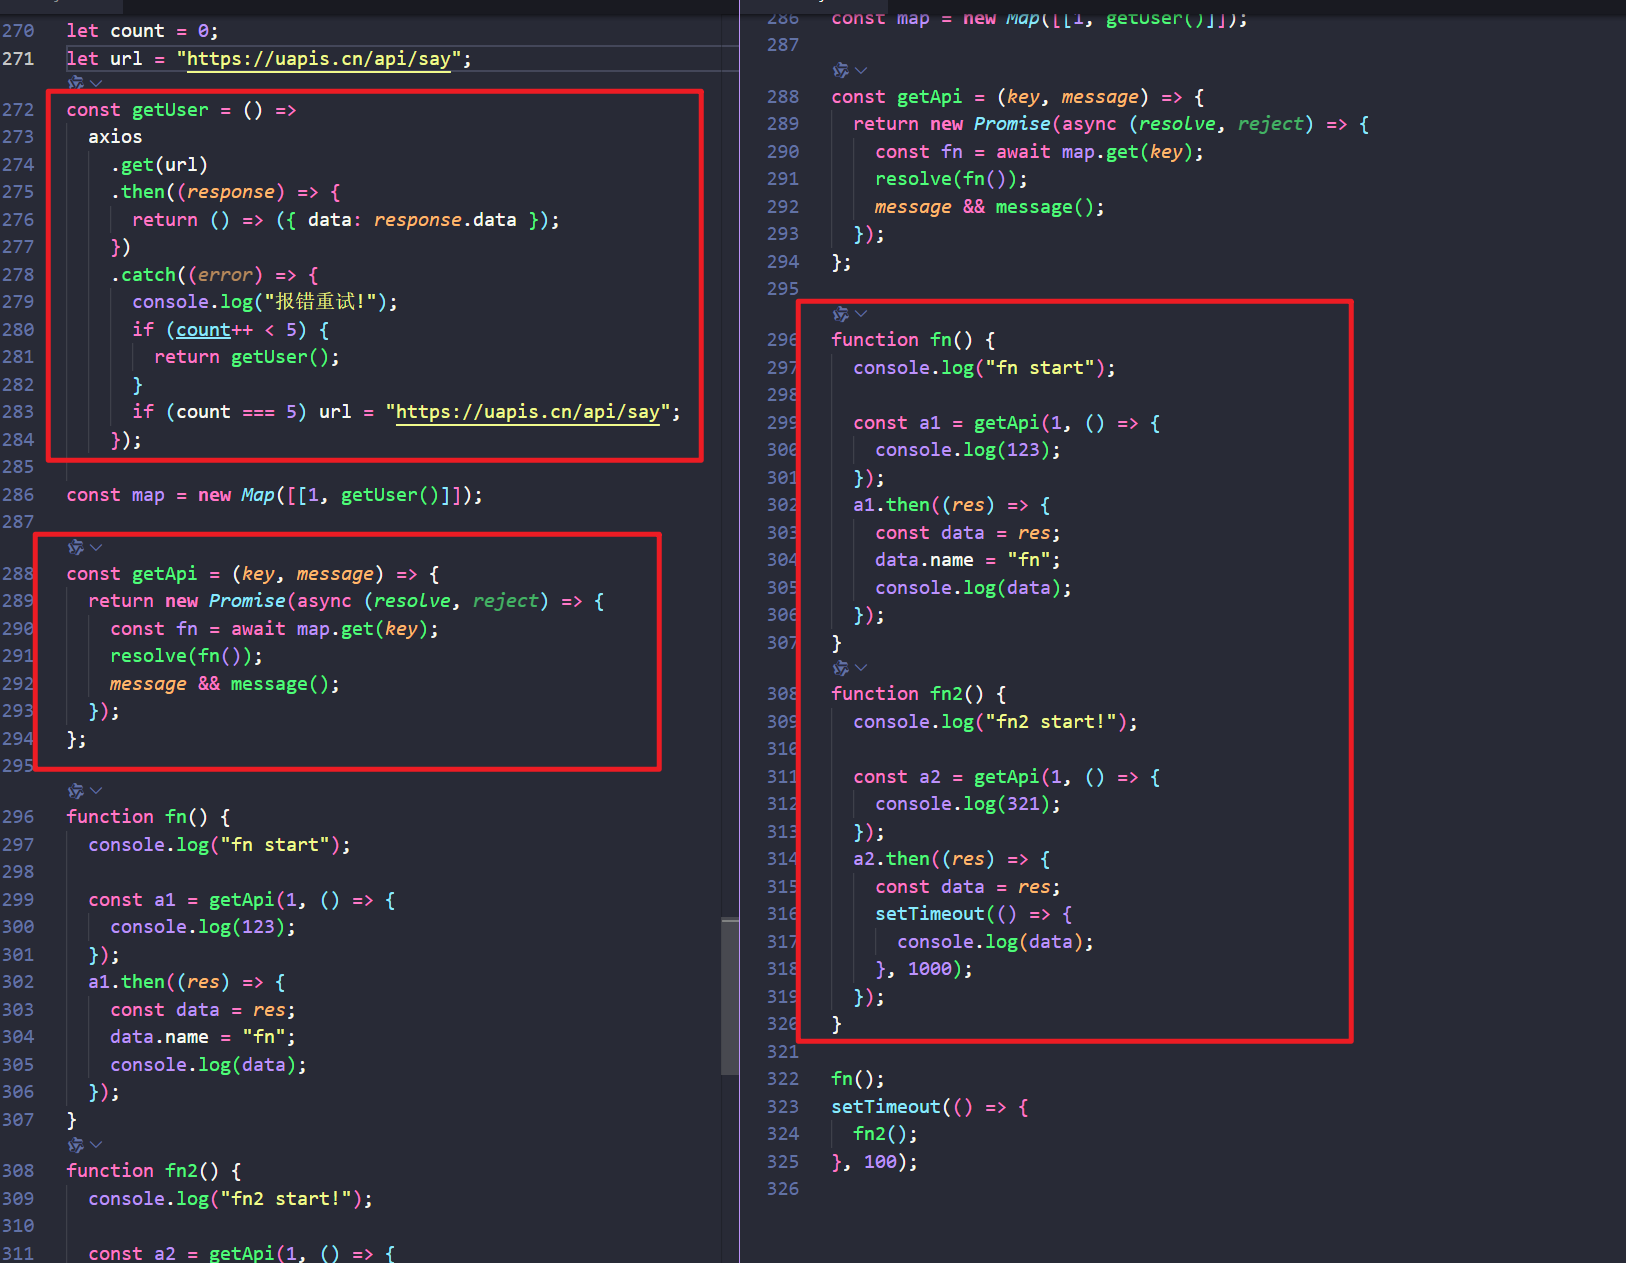 270 let count = 0;
271 let url = "https://uapis.cn/api/say";
272 const getUser = () =>
273 axios
274 .get(url)
275 .then((response) => {
276 return () => ({ data: response.data });
277 })
278 .catch((error) => {
279 console.log("报错重试!");
280 if (count++ < 5) {
281 return getUser();
282 }
283 if (count === 5) url = "https://uapis.cn/api/say";
284 });
285
286 const map = new Map([[1, getUser()]]);
287
288 const getApi = (key, message) => {
289 return new Promise(async (resolve, reject) => {
290 const fn = await map.get(key);
291 resolve(fn());
292 message && message();
293 });
294 };
295
296 function fn() {
297 console.log("fn start");
298
299 const a1 = getApi(1, () => {
300 console.log(123);
301 });
302 a1.then((res) => {
303 const data = res;
304 data.name = "fn";
305 console.log(data);
306 });
307 }
308 function fn2() {
309 console.log("fn2 start!");
310
311 const a2 = getApi(1, () => {
286 const map = new Map([[1, getUser()]]);
287
288 const getApi = (key, message) => {
289 return new Promise(async (resolve, reject) => {
290 const fn = await map.get(key);
291 resolve(fn());
292 message && message();
293 });
294 };
295
296 function fn() {
297 console.log("fn start");
298
299 const a1 = getApi(1, () => {
300 console.log(123);
301 });
302 a1.then((res) => {
303 const data = res;
304 data.name = "fn";
305 console.log(data);
306 });
307 }
308 function fn2() {
309 console.log("fn2 start!");
310
311 const a2 = getApi(1, () => {
312 console.log(321);
313 });
314 a2.then((res) => {
315 const data = res;
316 setTimeout(() => {
317 console.log(data);
318 }, 1000);
319 });
320 }
321
322 fn();
323 setTimeout(() => {
324 fn2();
325 }, 100);
326